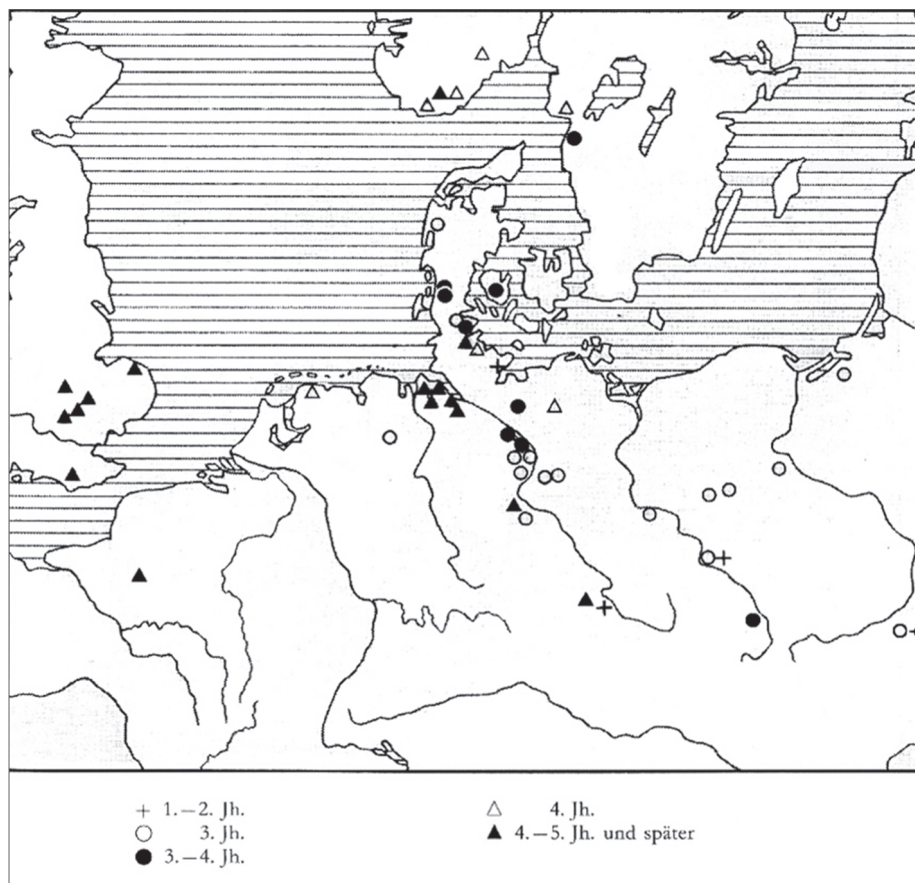 + 1.–2. Jh.
○ 3. Jh.
● 3.–4. Jh.
△ 4. Jh.
▲ 4.–5. Jh. und später